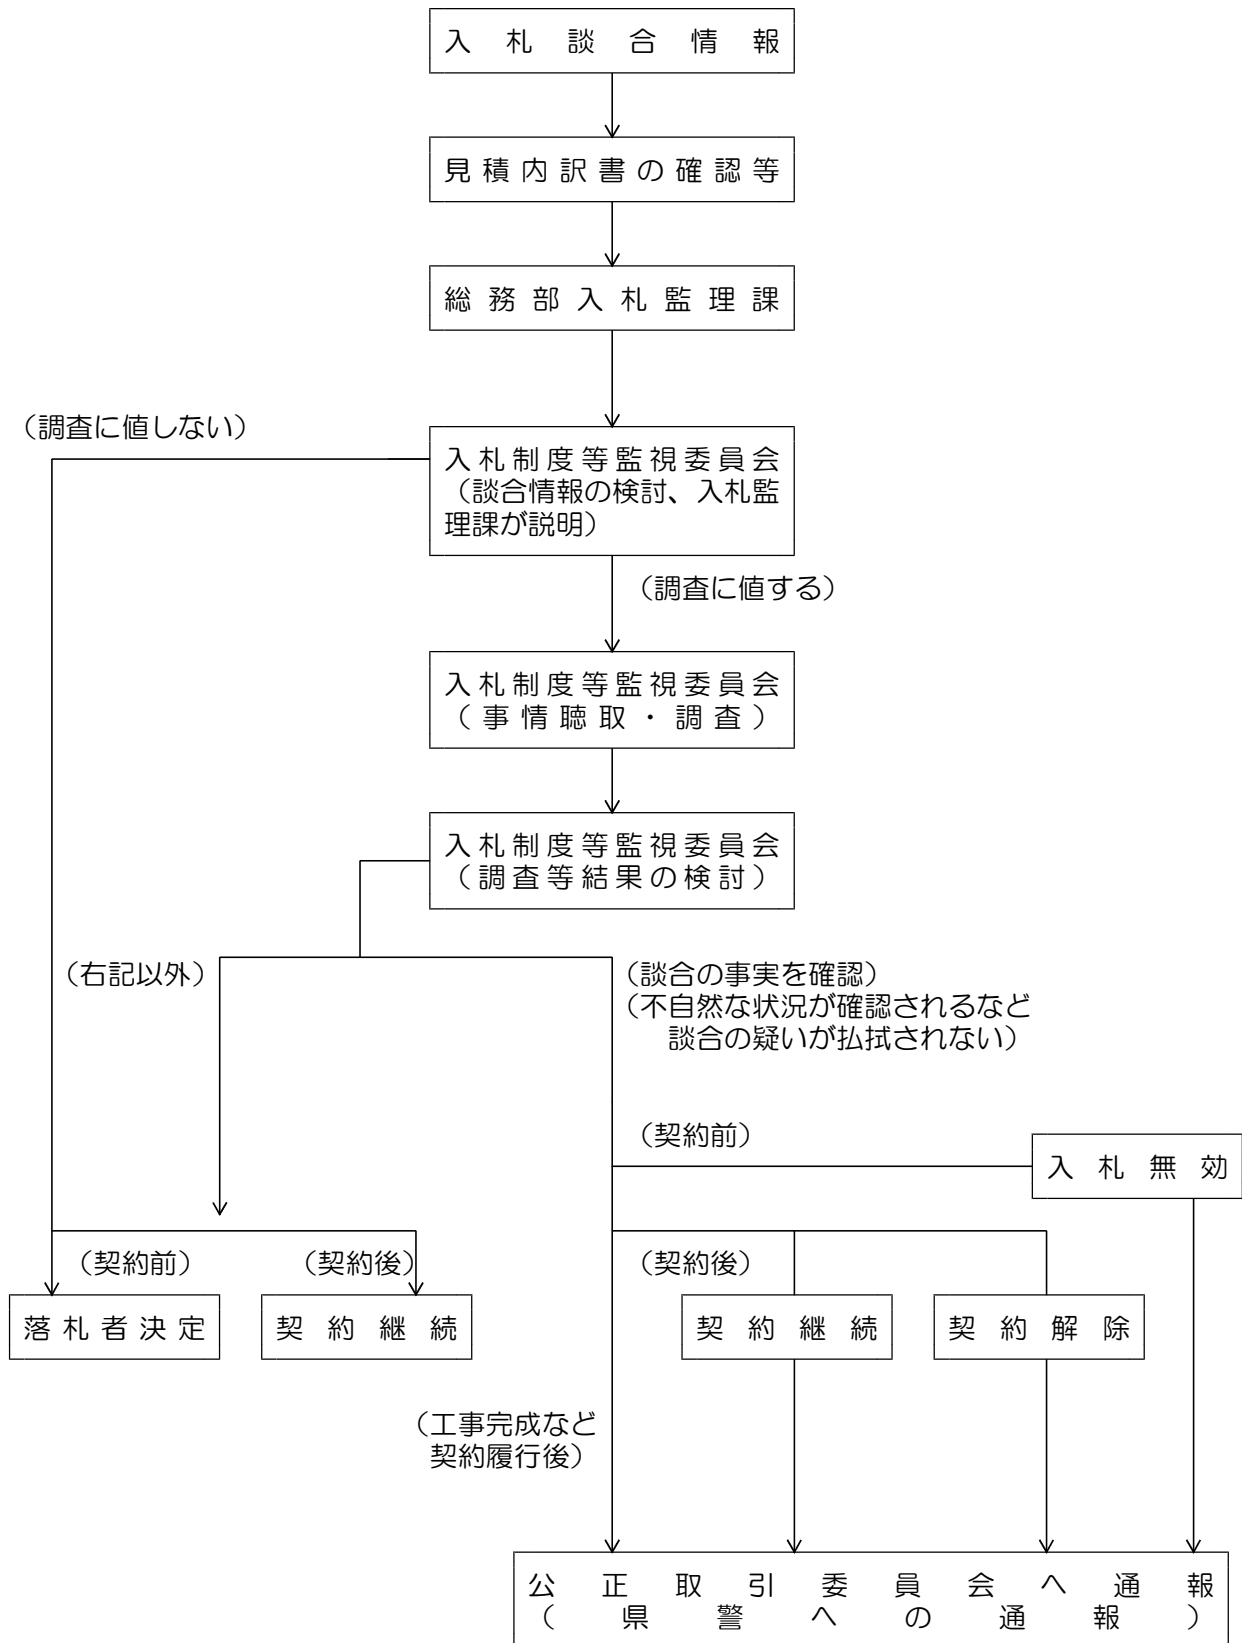 入札談合情報
見積内訳書の確認等
総務部入札監理課
（調査に値しない）
入札制度等監視委員会
（談合情報の検討、入札監
理課が説明）
（調査に値する）
入札制度等監視委員会
（事情聴取・調査）
入札制度等監視委員会
（調査等結果の検討）
（右記以外）
（談合の事実を確認）
（不自然な状況が確認されるなど
談合の疑いが払拭されない）
（契約前）
入札無効
（契約前）
（契約後）
（契約後）
落札者決定
契約継続
契約継続
契約解除
（工事完成など
契約履行後）
公正取引委員会へ通報
（県警への通報）